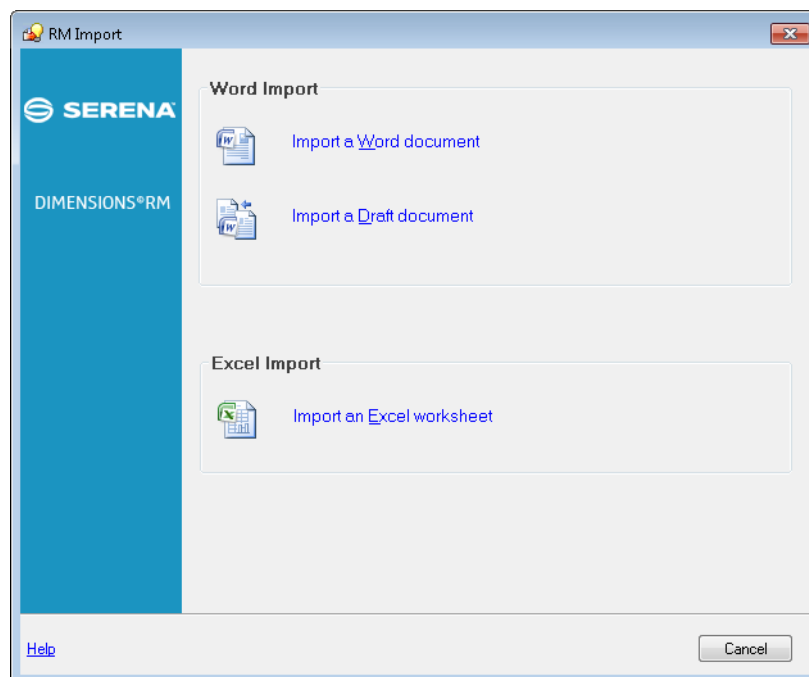 RM Import
SERENA
DIMENSIONS®RM
Word Import
Import a Word document
Import a Draft document
Excel Import
Import an Excel worksheet
Help
Cancel